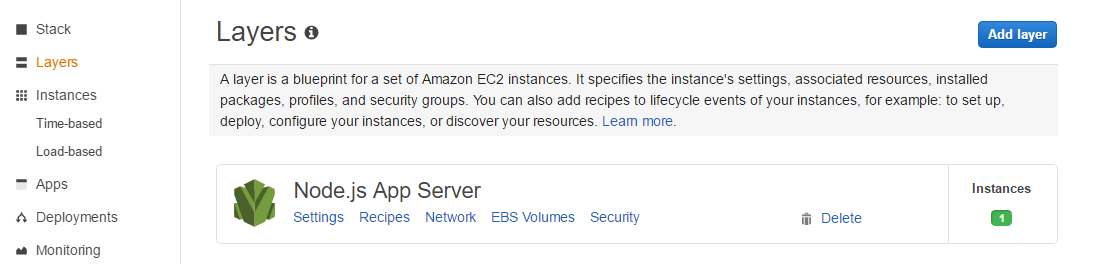 Stack
Layers
Instances
Time-based
Load-based
Apps
Deployments
Monitoring
Layers
Add layer
A layer is a blueprint for a set of Amazon EC2 instances. It specifies the instance's settings, associated resources, installed
packages, profiles, and security groups. You can also add recipes to lifecycle events of your instances, for example: to set up,
deploy, configure your instances, or discover your resources. Learn more.
Node.js App Server
Settings Recipes Network EBS Volumes Security
Delete
Instances
1